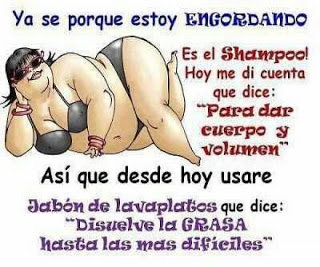 Ya se porque estoy ENGORDANDO
Es el Shampoo!
Hoy me di cuenta
que dice:
"Para dar
cuerpo y
volumen"
Así que desde hoy usare
Jabón de lavaplatos que dice:
"Disuelve la GRASA
hasta las mas difíciles"